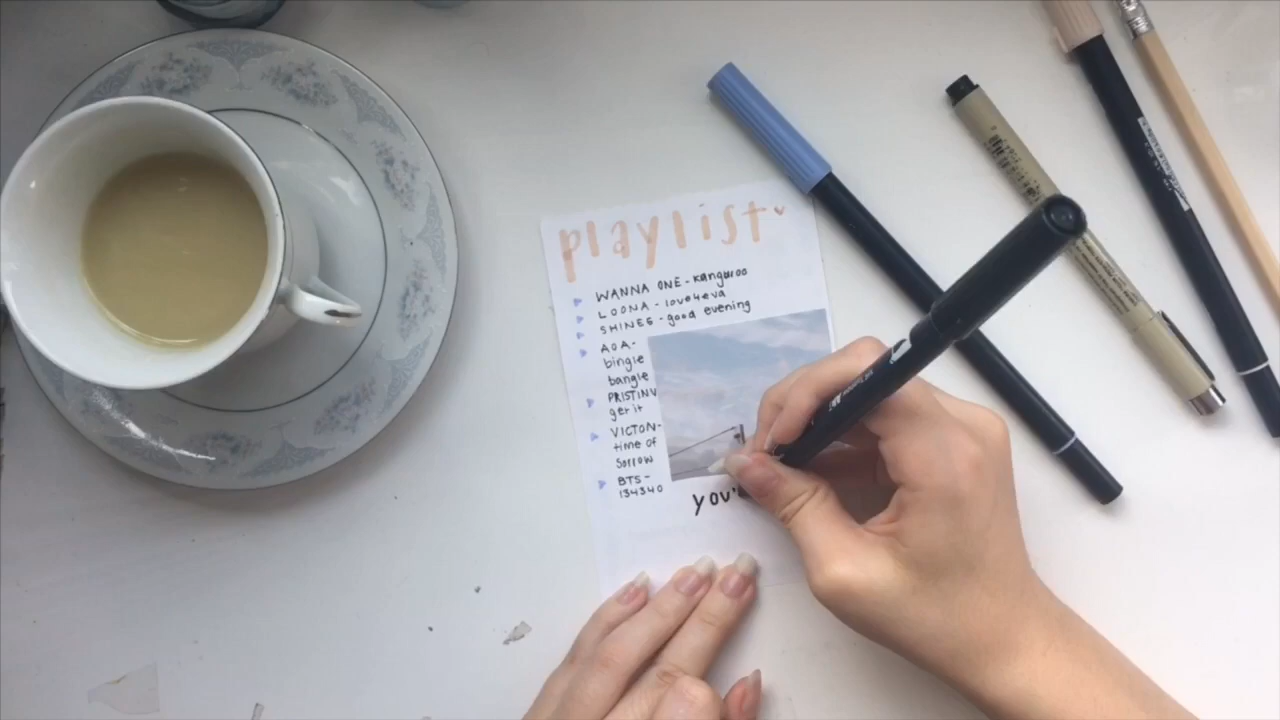 playlist
WANNA ONE - Kangaroo
LOONA - love4eva
SHINEE - good evening
AOA -
bingle
bangle
PRISTINV
get it
VICTON -
time of
sorrow
BTS -
134340
you'